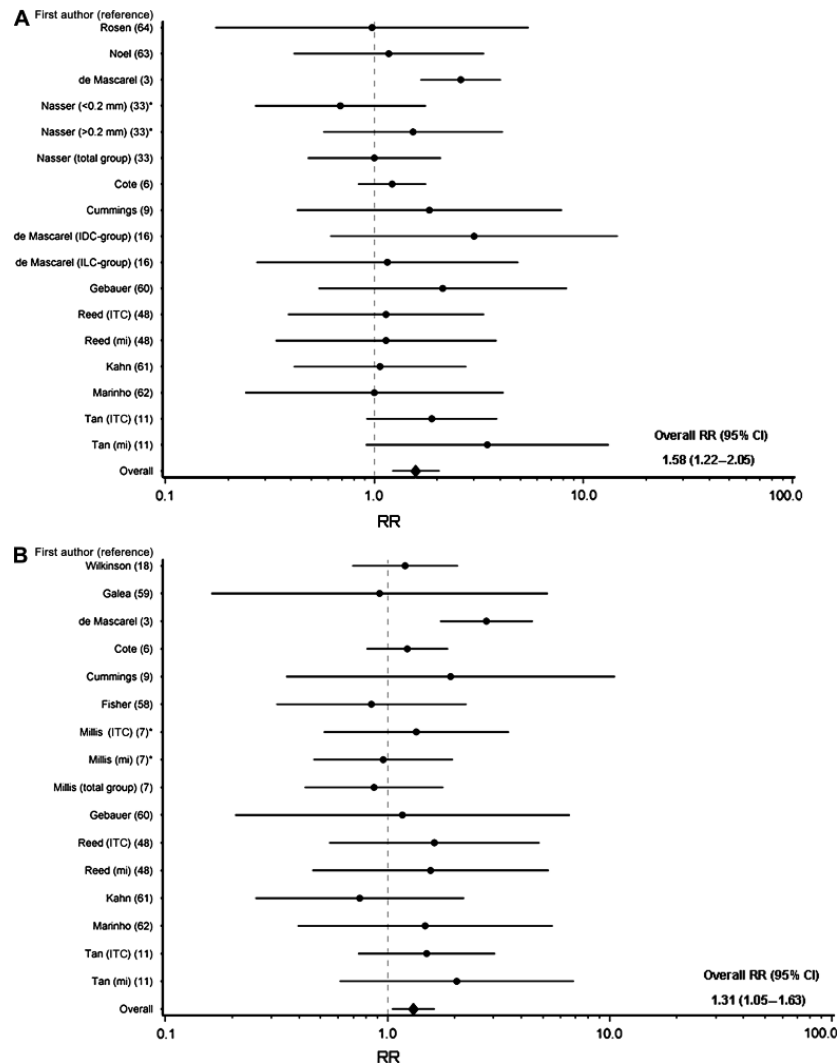 A
First author (reference)
Rosen (64)
Noel (63)
de Mascarel (3)
Nasser (<0.2 mm) (33)*
Nasser (>0.2 mm) (33)*
Nasser (total group) (33)
Cote (6)
Cummings (9)
de Mascarel (IDC-group) (16)
de Mascarel (ILC-group) (16)
Gebauer (60)
Reed (ITC) (48)
Reed (mi) (48)
Kahn (61)
Marinho (62)
Tan (ITC) (11)
Tan (mi) (11)
Overall
Overall RR (95% CI)
1.58 (1.22–2.05)
0.1 1.0 10.0 100.0
RR
B
First author (reference)
Wilkinson (18)
Galea (59)
de Mascarel (3)
Cote (6)
Cummings (9)
Fisher (58)
Millis (ITC) (7)*
Millis (mi) (7)*
Millis (total group) (7)
Gebauer (60)
Reed (ITC) (48)
Reed (mi) (48)
Kahn (61)
Marinho (62)
Tan (ITC) (11)
Tan (mi) (11)
Overall
Overall RR (95% CI)
1.31 (1.05–1.63)
0.1 1.0 10.0 100.0
RR